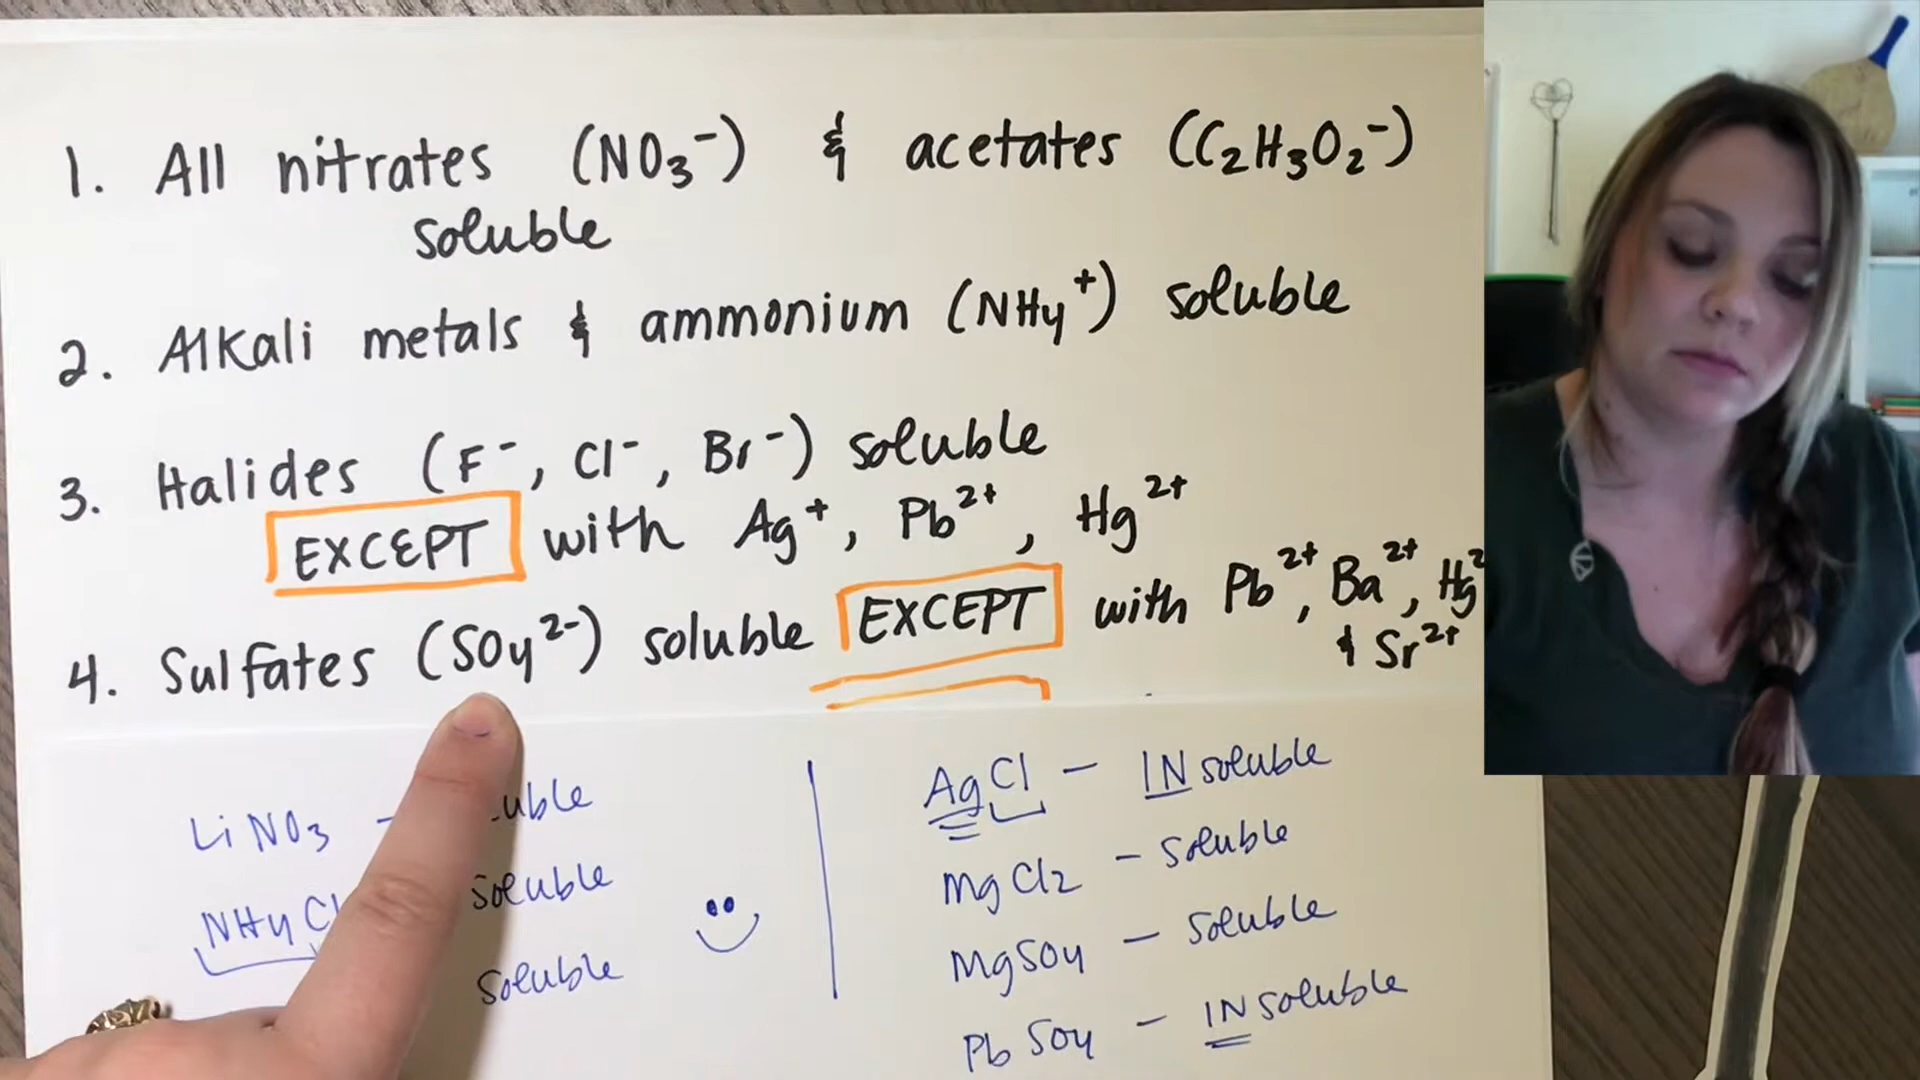 1. All nitrates (NO3⁻) & acetates (C2H3O2⁻)
soluble
2. Alkali metals & ammonium (NH4⁺) soluble
3. Halides (F⁻, Cl⁻, Br⁻) soluble
EXCEPT with Ag⁺, Pb²⁺, Hg²⁺
4. Sulfates (SO4²⁻) soluble EXCEPT with Pb²⁺, Ba²⁺, Hg²
& Sr²⁺
LiNO3 - uble
NH4Cl soluble
soluble
AgCl - INsoluble
MgCl2 - soluble
MgSO4 - soluble
PbSO4 - INsoluble